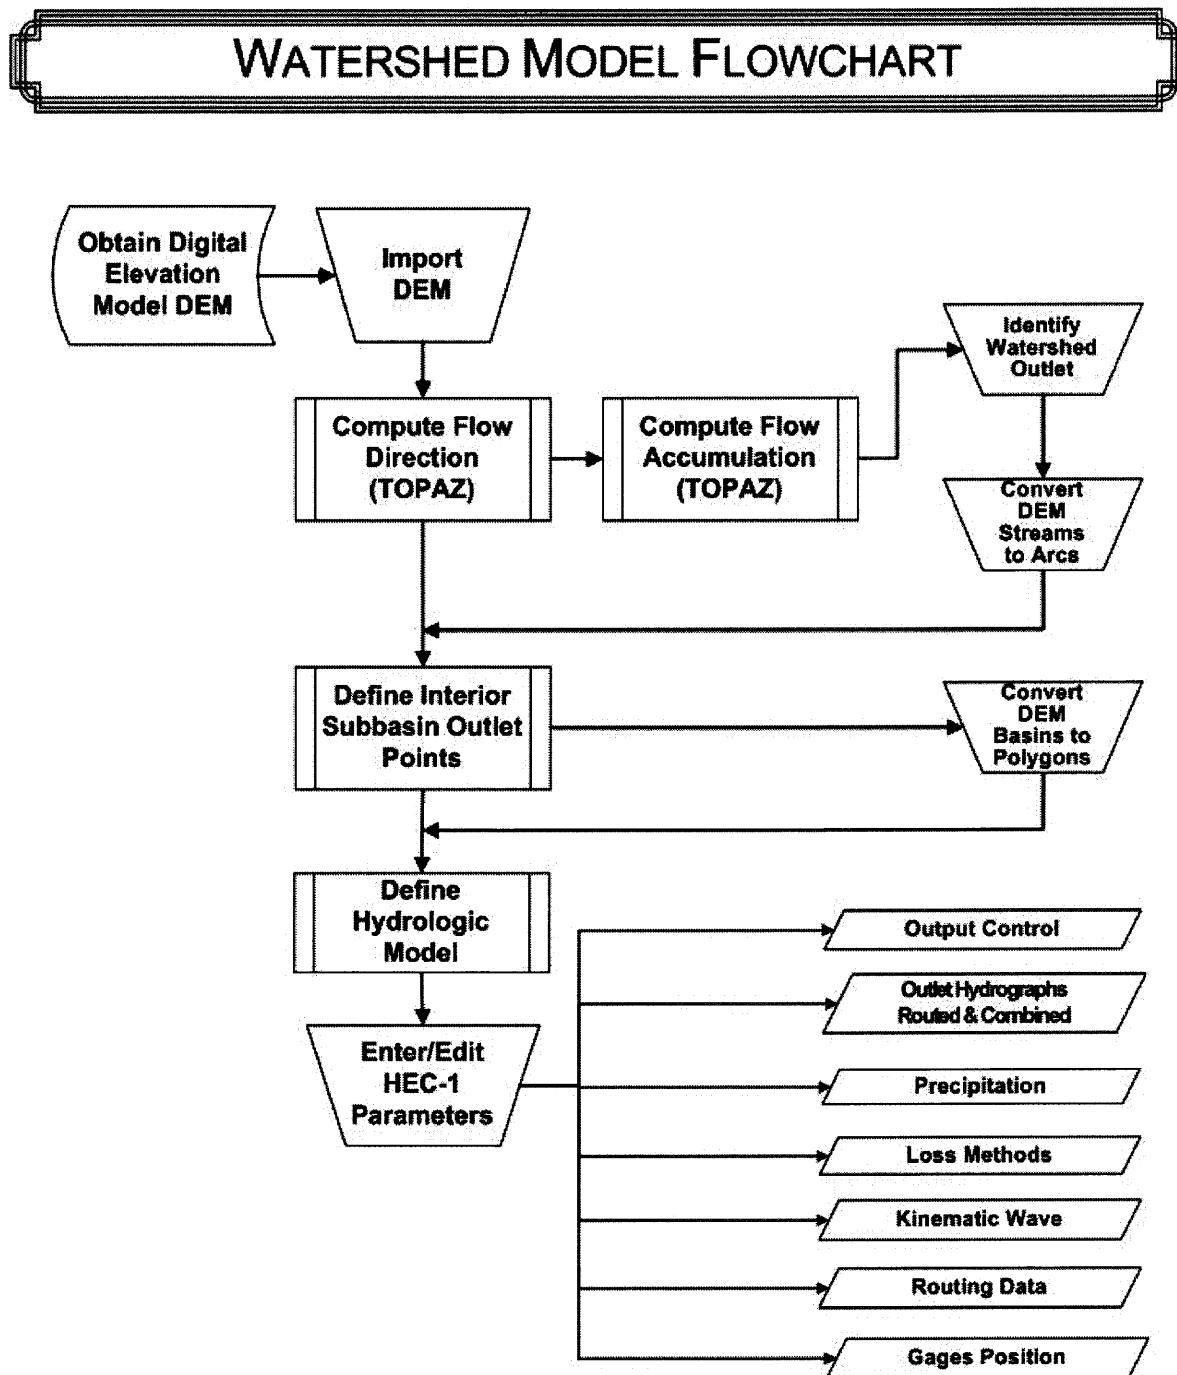 WATERSHED MODEL FLOWCHART
Obtain Digital
Elevation
Model DEM
Import
DEM
Identify
Watershed
Outlet
Compute Flow
Direction
(TOPAZ)
Compute Flow
Accumulation
(TOPAZ)
Convert
DEM
Streams
to Arcs
Define Interior
Subbasin Outlet
Points
Convert
DEM
Basins to
Polygons
Define
Hydrologic
Model
Enter/Edit
HEC-1
Parameters
Output Control
Outlet Hydrographs
Routed & Combined
Precipitation
Loss Methods
Kinematic Wave
Routing Data
Gages Position